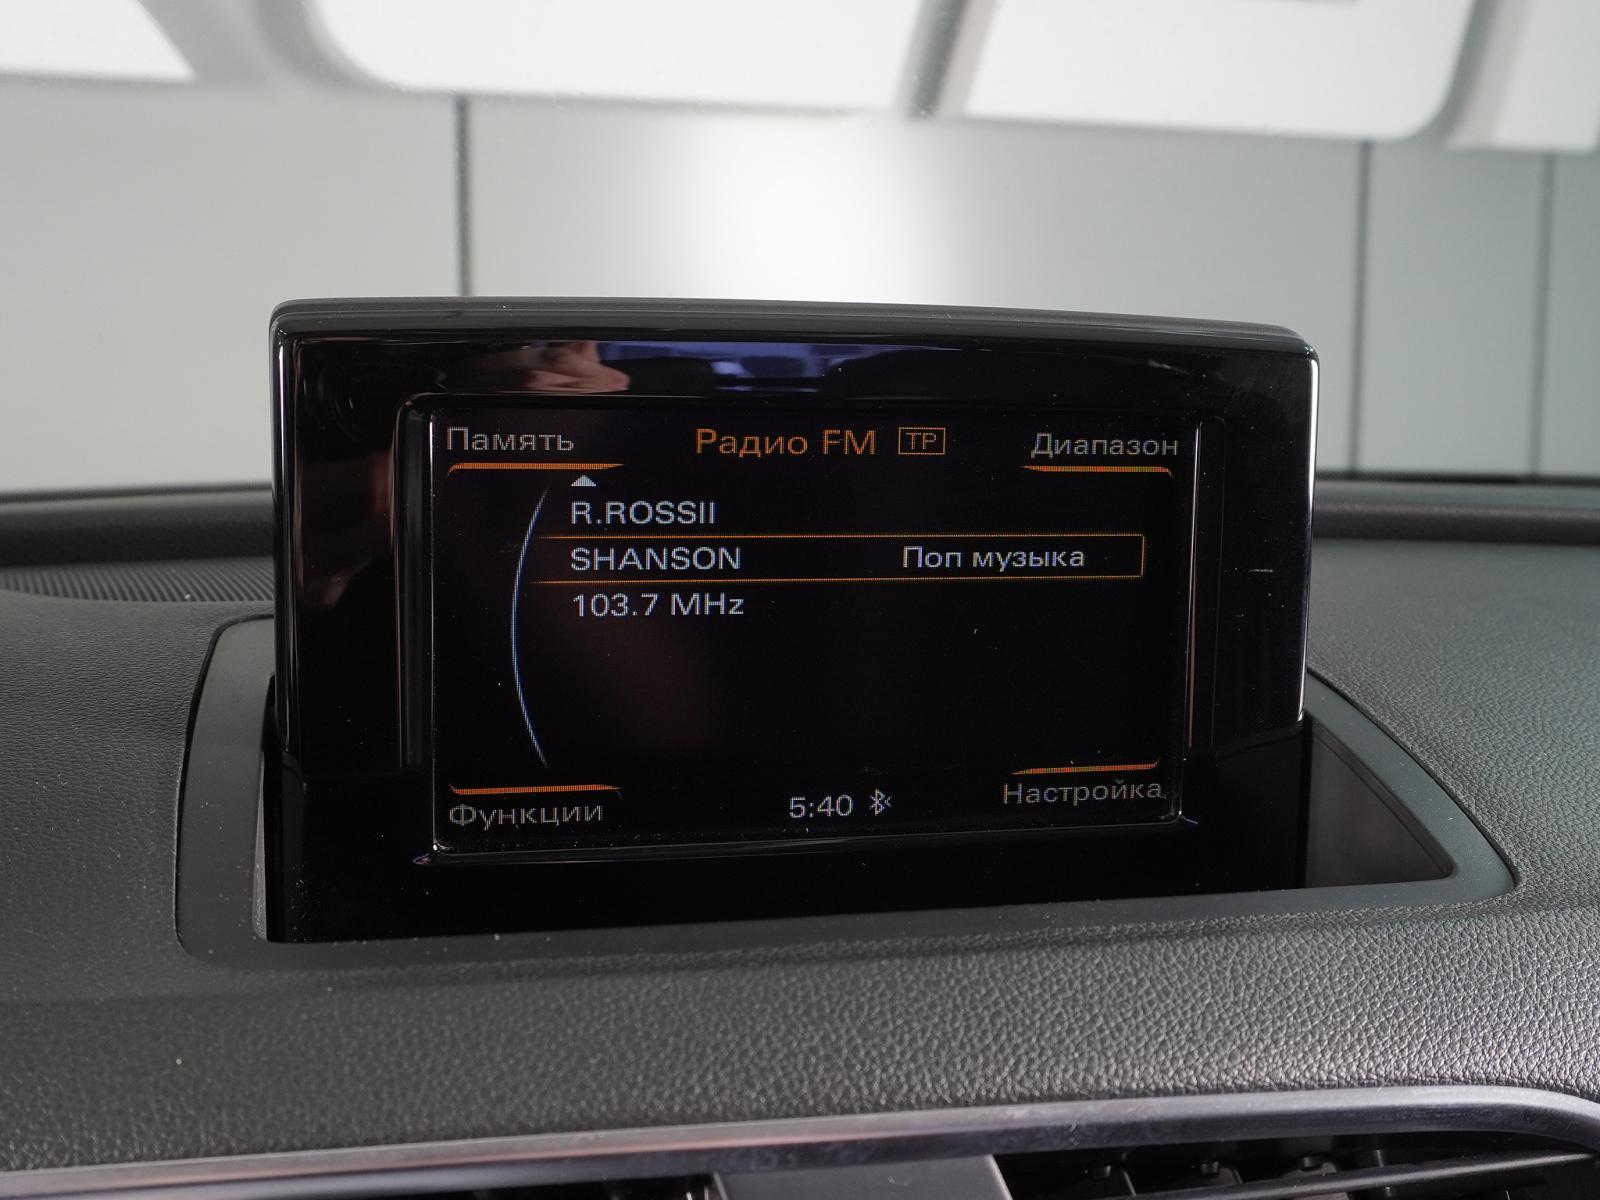 Память Радио FM TP Диапазон
R.ROSSII
SHANSON Поп музыка
103.7 MHz
Функции 5:40 Настройка